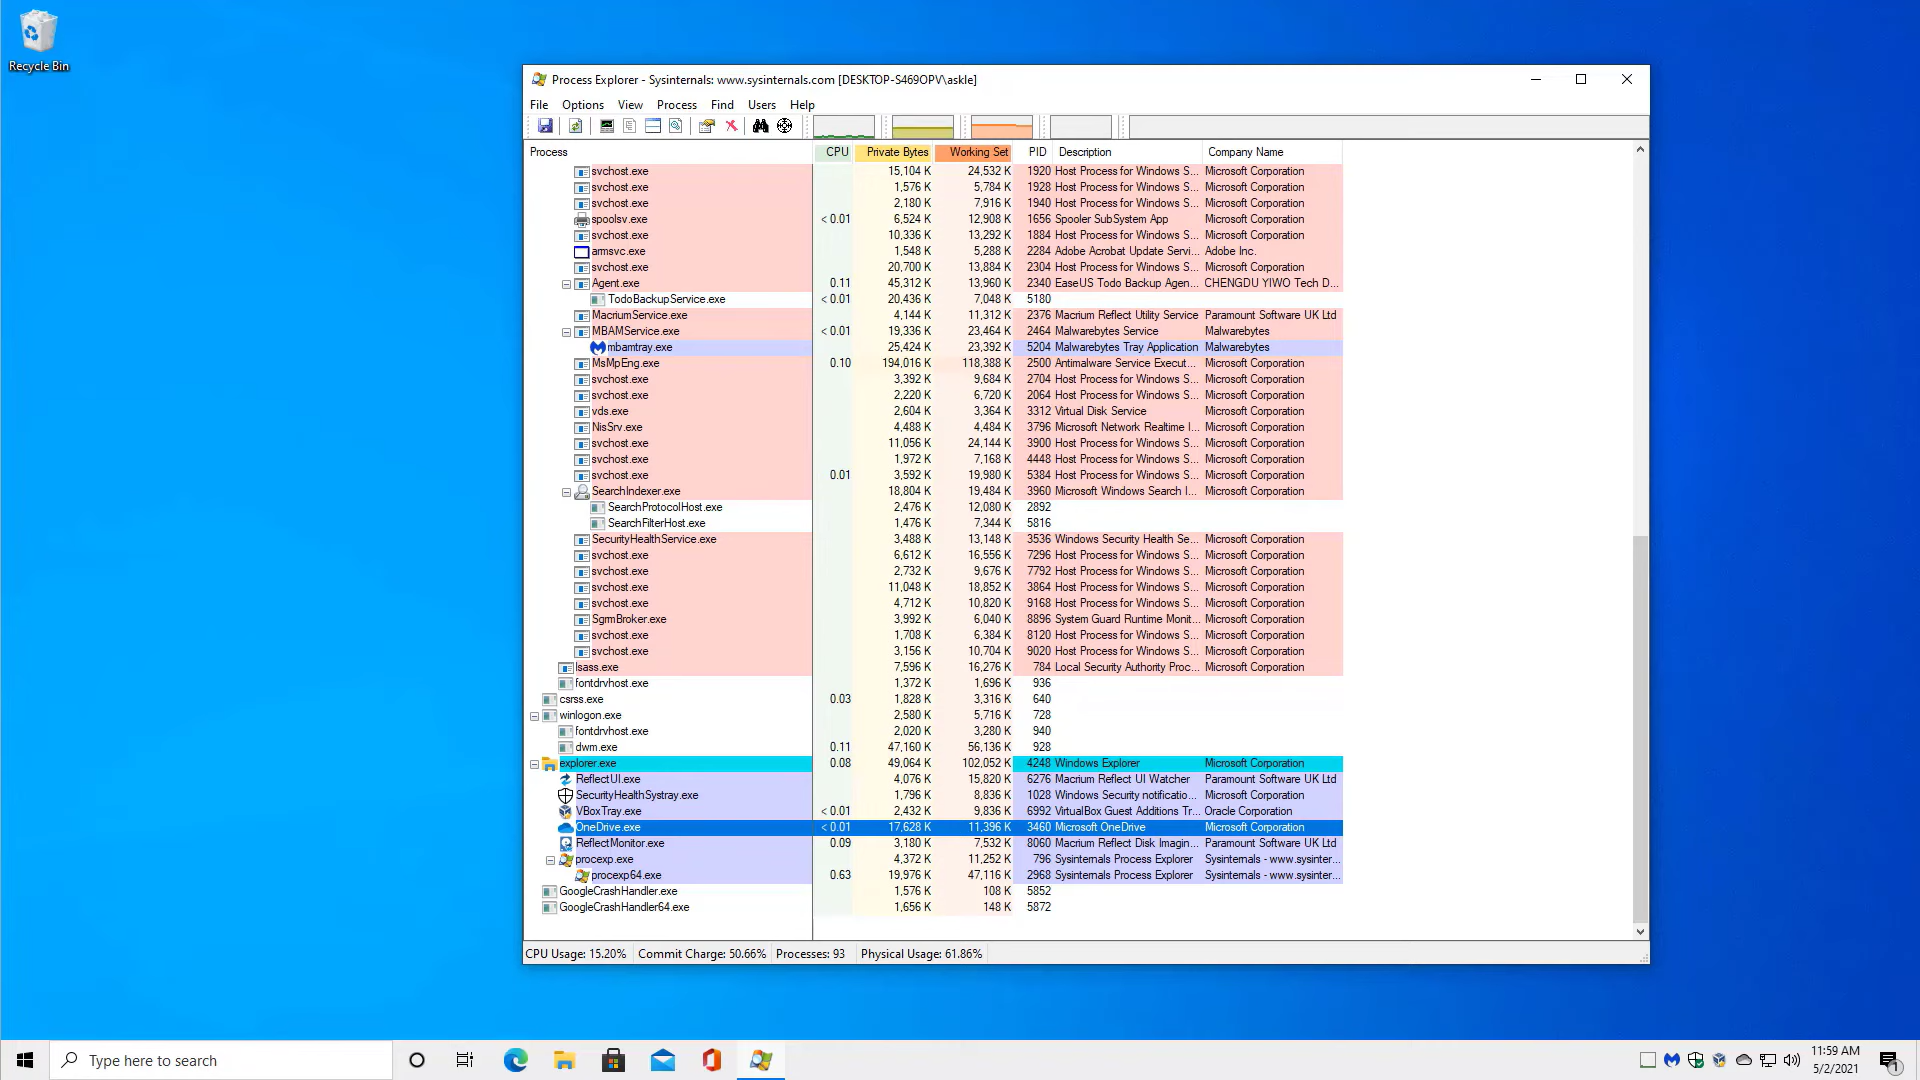 Recycle Bin
Process Explorer - Sysinternals: www.sysinternals.com [DESKTOP-S469OPV\askle]
File Options View Process Find Users Help
Process CPU Private Bytes Working Set PID Description Company Name
svchost.exe 15,104 K 24,532 K 1920 Host Process for Windows S... Microsoft Corporation
svchost.exe 1,576 K 5,784 K 1928 Host Process for Windows S... Microsoft Corporation
svchost.exe 2,180 K 7,916 K 1940 Host Process for Windows S... Microsoft Corporation
spoolsv.exe < 0.01 6,524 K 12,908 K 1656 Spooler SubSystem App Microsoft Corporation
svchost.exe 10,336 K 13,292 K 1884 Host Process for Windows S... Microsoft Corporation
armsvc.exe 1,548 K 5,288 K 2284 Adobe Acrobat Update Servi... Adobe Inc.
svchost.exe 20,700 K 13,884 K 2304 Host Process for Windows S... Microsoft Corporation
Agent.exe 0.11 45,312 K 13,960 K 2340 EaseUS Todo Backup Agen... CHENGDU YIWO Tech D...
TodoBackupService.exe < 0.01 20,436 K 7,048 K 5180
MacriumService.exe 4,144 K 11,312 K 2376 Macrium Reflect Utility Service Paramount Software UK Ltd
MBAMService.exe < 0.01 19,336 K 23,464 K 2464 Malwarebytes Service Malwarebytes
mbamtray.exe 25,424 K 23,392 K 5204 Malwarebytes Tray Application Malwarebytes
MsMpEng.exe 0.10 194,016 K 118,388 K 2500 Antimalware Service Execut... Microsoft Corporation
svchost.exe 3,392 K 9,684 K 2704 Host Process for Windows S... Microsoft Corporation
svchost.exe 2,220 K 6,720 K 2064 Host Process for Windows S... Microsoft Corporation
vds.exe 2,604 K 3,364 K 3312 Virtual Disk Service Microsoft Corporation
NisSrv.exe 4,488 K 4,484 K 3796 Microsoft Network Realtime I... Microsoft Corporation
svchost.exe 11,056 K 24,144 K 3900 Host Process for Windows S... Microsoft Corporation
svchost.exe 1,972 K 7,168 K 4448 Host Process for Windows S... Microsoft Corporation
svchost.exe 0.01 3,592 K 19,980 K 5384 Host Process for Windows S... Microsoft Corporation
SearchIndexer.exe 18,804 K 19,484 K 3960 Microsoft Windows Search I... Microsoft Corporation
SearchProtocolHost.exe 2,476 K 12,080 K 2892
SearchFilterHost.exe 1,476 K 7,344 K 5816
SecurityHealthService.exe 3,488 K 13,148 K 3536 Windows Security Health Se... Microsoft Corporation
svchost.exe 6,612 K 16,556 K 7296 Host Process for Windows S... Microsoft Corporation
svchost.exe 2,732 K 9,676 K 7792 Host Process for Windows S... Microsoft Corporation
svchost.exe 11,048 K 18,852 K 3864 Host Process for Windows S... Microsoft Corporation
svchost.exe 4,712 K 10,820 K 9168 Host Process for Windows S... Microsoft Corporation
SgrmBroker.exe 3,992 K 6,040 K 8896 System Guard Runtime Monit... Microsoft Corporation
svchost.exe 1,708 K 6,384 K 8120 Host Process for Windows S... Microsoft Corporation
svchost.exe 3,156 K 10,704 K 9020 Host Process for Windows S... Microsoft Corporation
lsass.exe 7,596 K 16,276 K 784 Local Security Authority Proc... Microsoft Corporation
fontdrvhost.exe 1,372 K 1,696 K 936
csrss.exe 0.03 1,828 K 3,316 K 640
winlogon.exe 2,580 K 5,716 K 728
fontdrvhost.exe 2,020 K 3,280 K 940
dwm.exe 0.11 47,160 K 56,136 K 928
explorer.exe 0.08 49,064 K 102,052 K 4248 Windows Explorer Microsoft Corporation
ReflectUI.exe 4,076 K 15,820 K 6276 Macrium Reflect UI Watcher Paramount Software UK Ltd
SecurityHealthSystray.exe 1,796 K 8,836 K 1028 Windows Security notificatio... Microsoft Corporation
VBoxTray.exe < 0.01 2,432 K 9,836 K 6992 VirtualBox Guest Additions Tr... Oracle Corporation
OneDrive.exe < 0.01 17,628 K 11,396 K 3460 Microsoft OneDrive Microsoft Corporation
ReflectMonitor.exe 0.09 3,180 K 7,532 K 8060 Macrium Reflect Disk Imagin... Paramount Software UK Ltd
procexp.exe 4,372 K 11,252 K 796 Sysinternals Process Explorer Sysinternals - www.sysinter...
procexp64.exe 0.63 19,976 K 47,116 K 2968 Sysinternals Process Explorer Sysinternals - www.sysinter...
GoogleCrashHandler.exe 1,576 K 108 K 5852
GoogleCrashHandler64.exe 1,656 K 148 K 5872
CPU Usage: 15.20% Commit Charge: 50.66% Processes: 93 Physical Usage: 61.86%
Type here to search
11:59 AM
5/2/2021
1